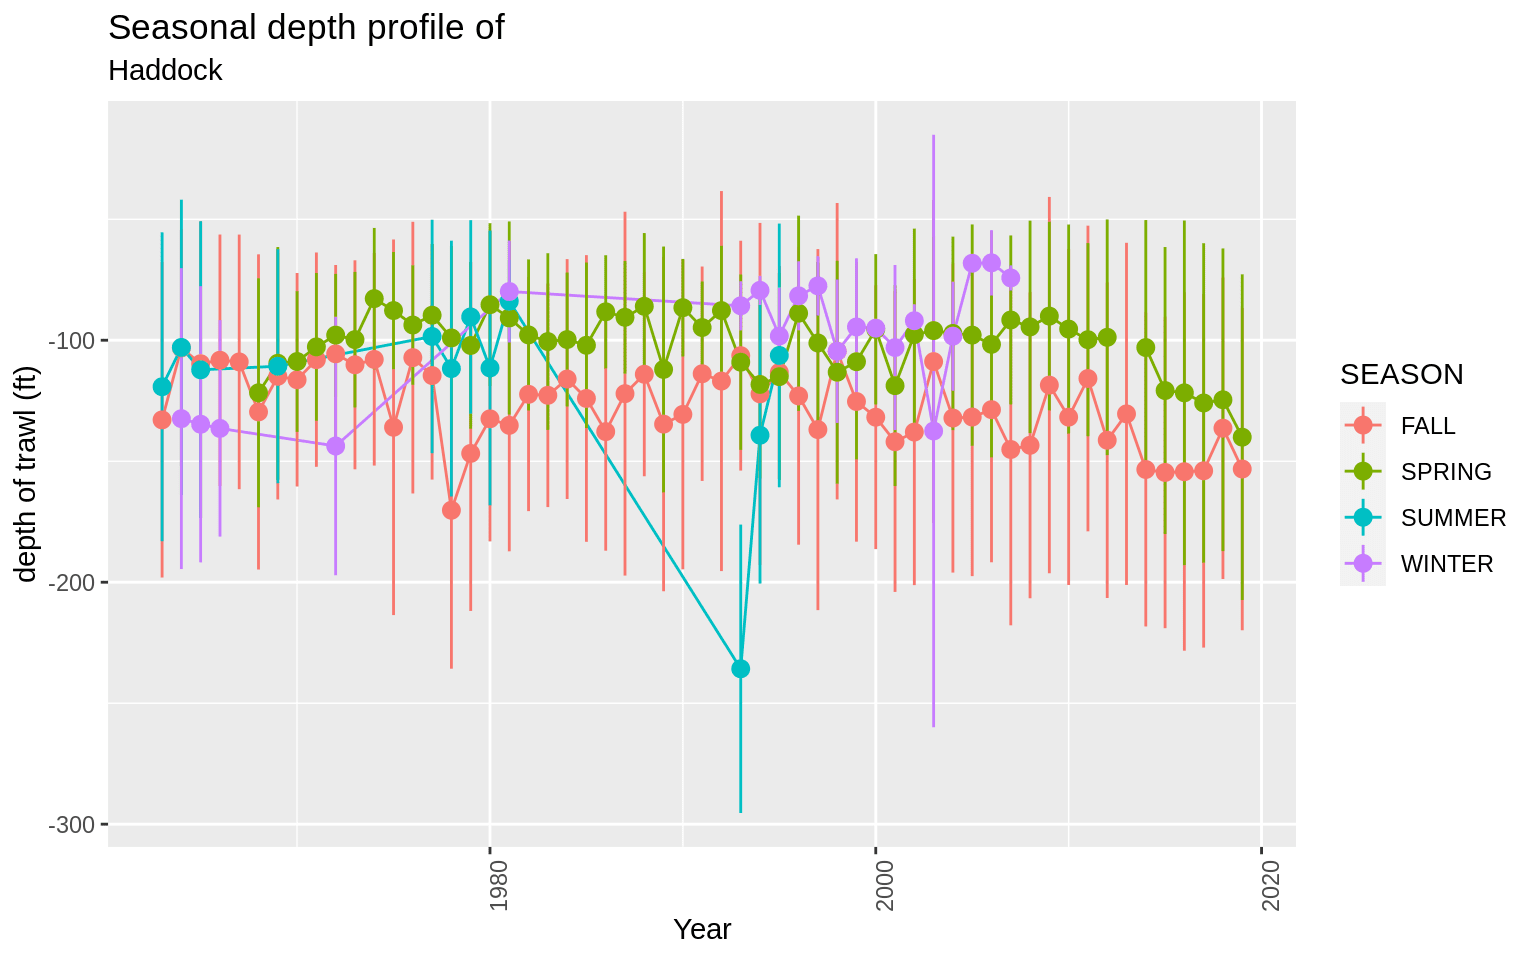 Seasonal depth profile of
Haddock
depth of trawl (ft)
-100
-200
-300
1980
2000
2020
Year
SEASON
FALL
SPRING
SUMMER
WINTER